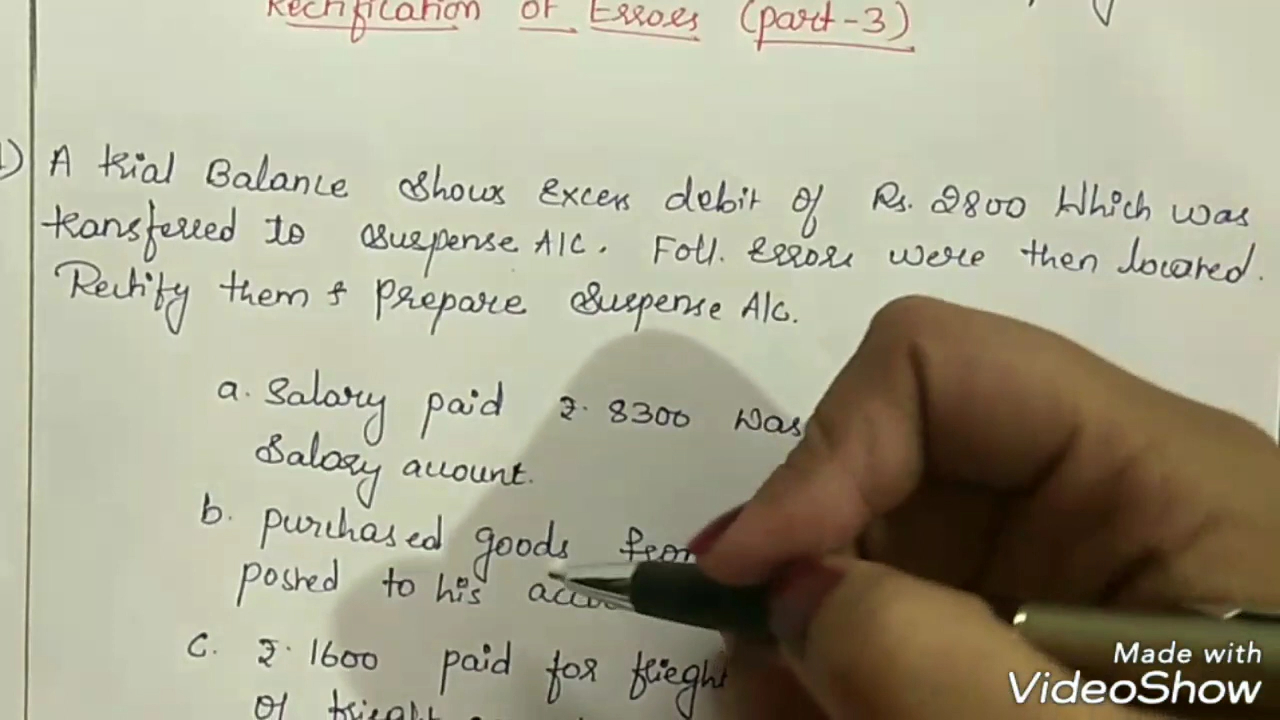 Rectification of Errors (part-3)
A trial Balance shows excess debit of Rs. 2800 which was
transferred to suspense A/C. Foll. Errors were then located.
Rectify them & prepare suspense A/C.
a. Salary paid ₹. 8300 was
Salary account.
b. purchased goods from
posted to his
C. ₹. 1600 paid for frieght
of frieght
Made with
VideoShow